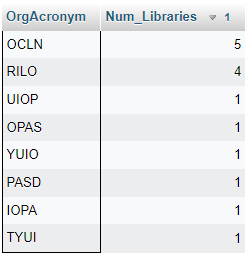 OrgAcronym Num_Libraries 1
OCLN 5
RILO 4
UIOP 1
OPAS 1
YUIO 1
PASD 1
IOPA 1
TYUI 1